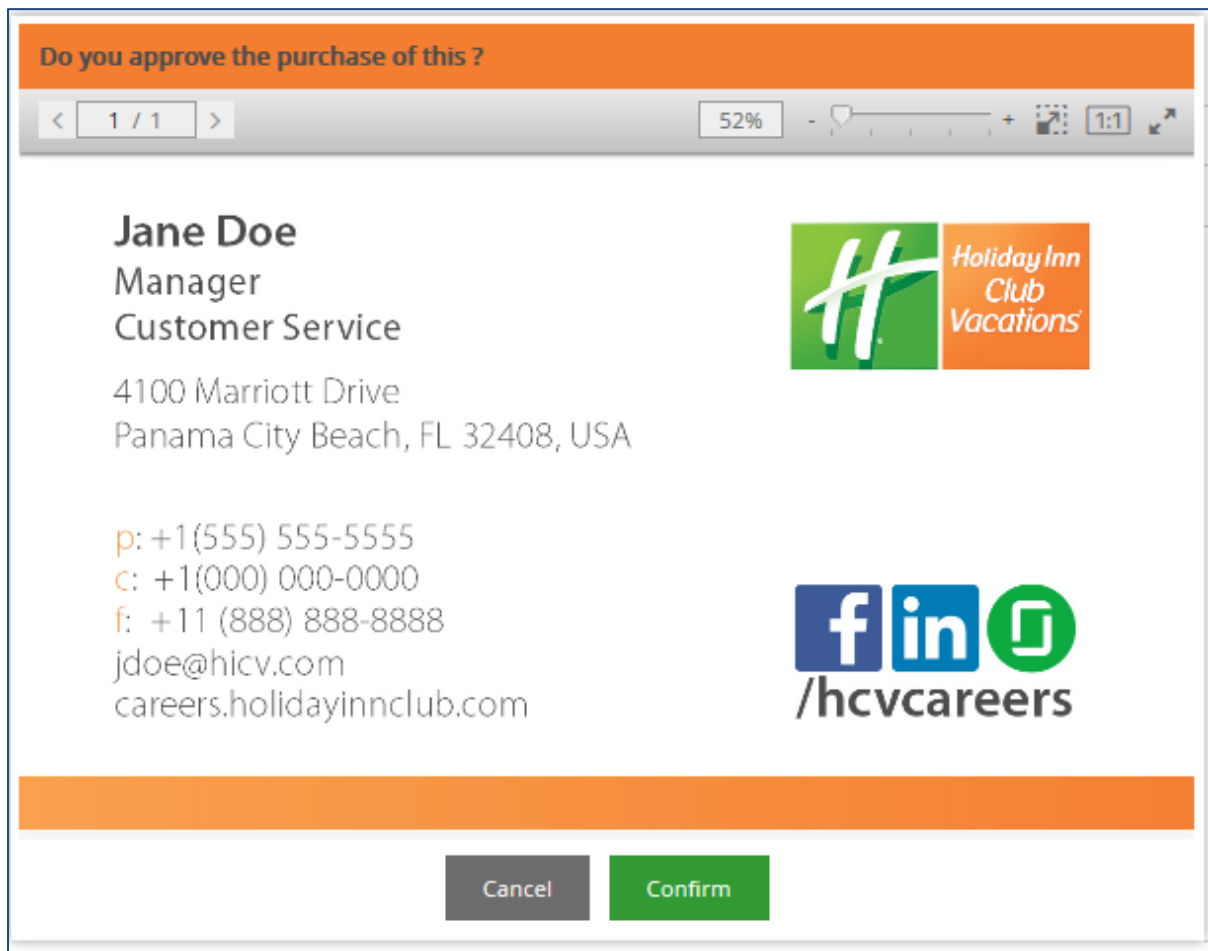 Do you approve the purchase of this ?
< 1 / 1 >
52% - + 1:1
Jane Doe
Manager
Customer Service
4100 Marriott Drive
Panama City Beach, FL 32408, USA
H
Holiday Inn
Club
Vacations
p: +1(555) 555-5555
c: +1(000) 000-0000
f: +11 (888) 888-8888
jdoe@hicv.com
careers.holidayinnclub.com
f in
/hcvcareers
Cancel Confirm